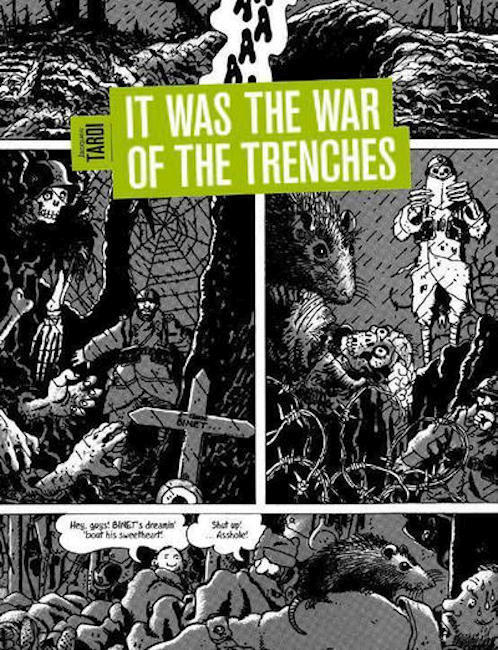 A
A
AA
A
IT WAS THE WAR
OF THE TRENCHES
Jacques
TARDI
BINET...
Hey, guys! BINET's dreamin'
'bout his sweetheart!
Shut up!
... Asshole!